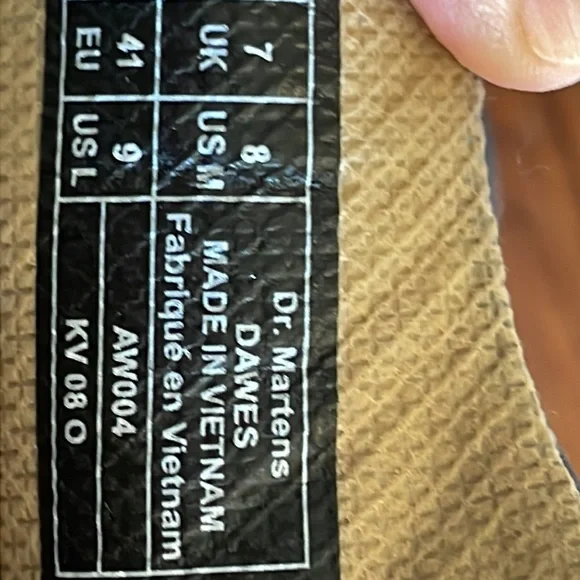 7 8
UK US M
41 9
EU US L
Dr. Martens
DAWES
MADE IN VIETNAM
Fabriqué en Vietnam
AW004
KV 08 O